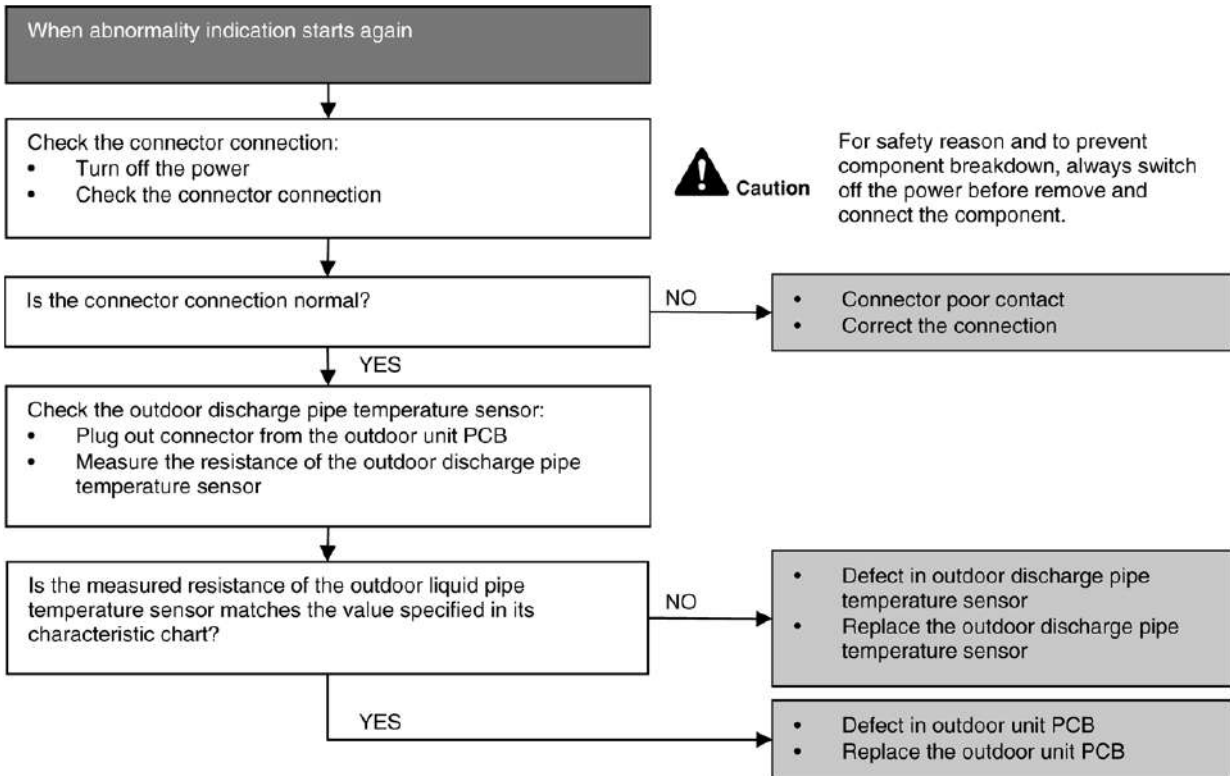 When abnormality indication starts again
Check the connector connection:
• Turn off the power
• Check the connector connection
Caution
For safety reason and to prevent
component breakdown, always switch
off the power before remove and
connect the component.
Is the connector connection normal?
NO
• Connector poor contact
• Correct the connection
YES
Check the outdoor discharge pipe temperature sensor:
• Plug out connector from the outdoor unit PCB
• Measure the resistance of the outdoor discharge pipe
temperature sensor
Is the measured resistance of the outdoor liquid pipe
temperature sensor matches the value specified in its
characteristic chart?
NO
• Defect in outdoor discharge pipe
temperature sensor
• Replace the outdoor discharge pipe
temperature sensor
YES
• Defect in outdoor unit PCB
• Replace the outdoor unit PCB